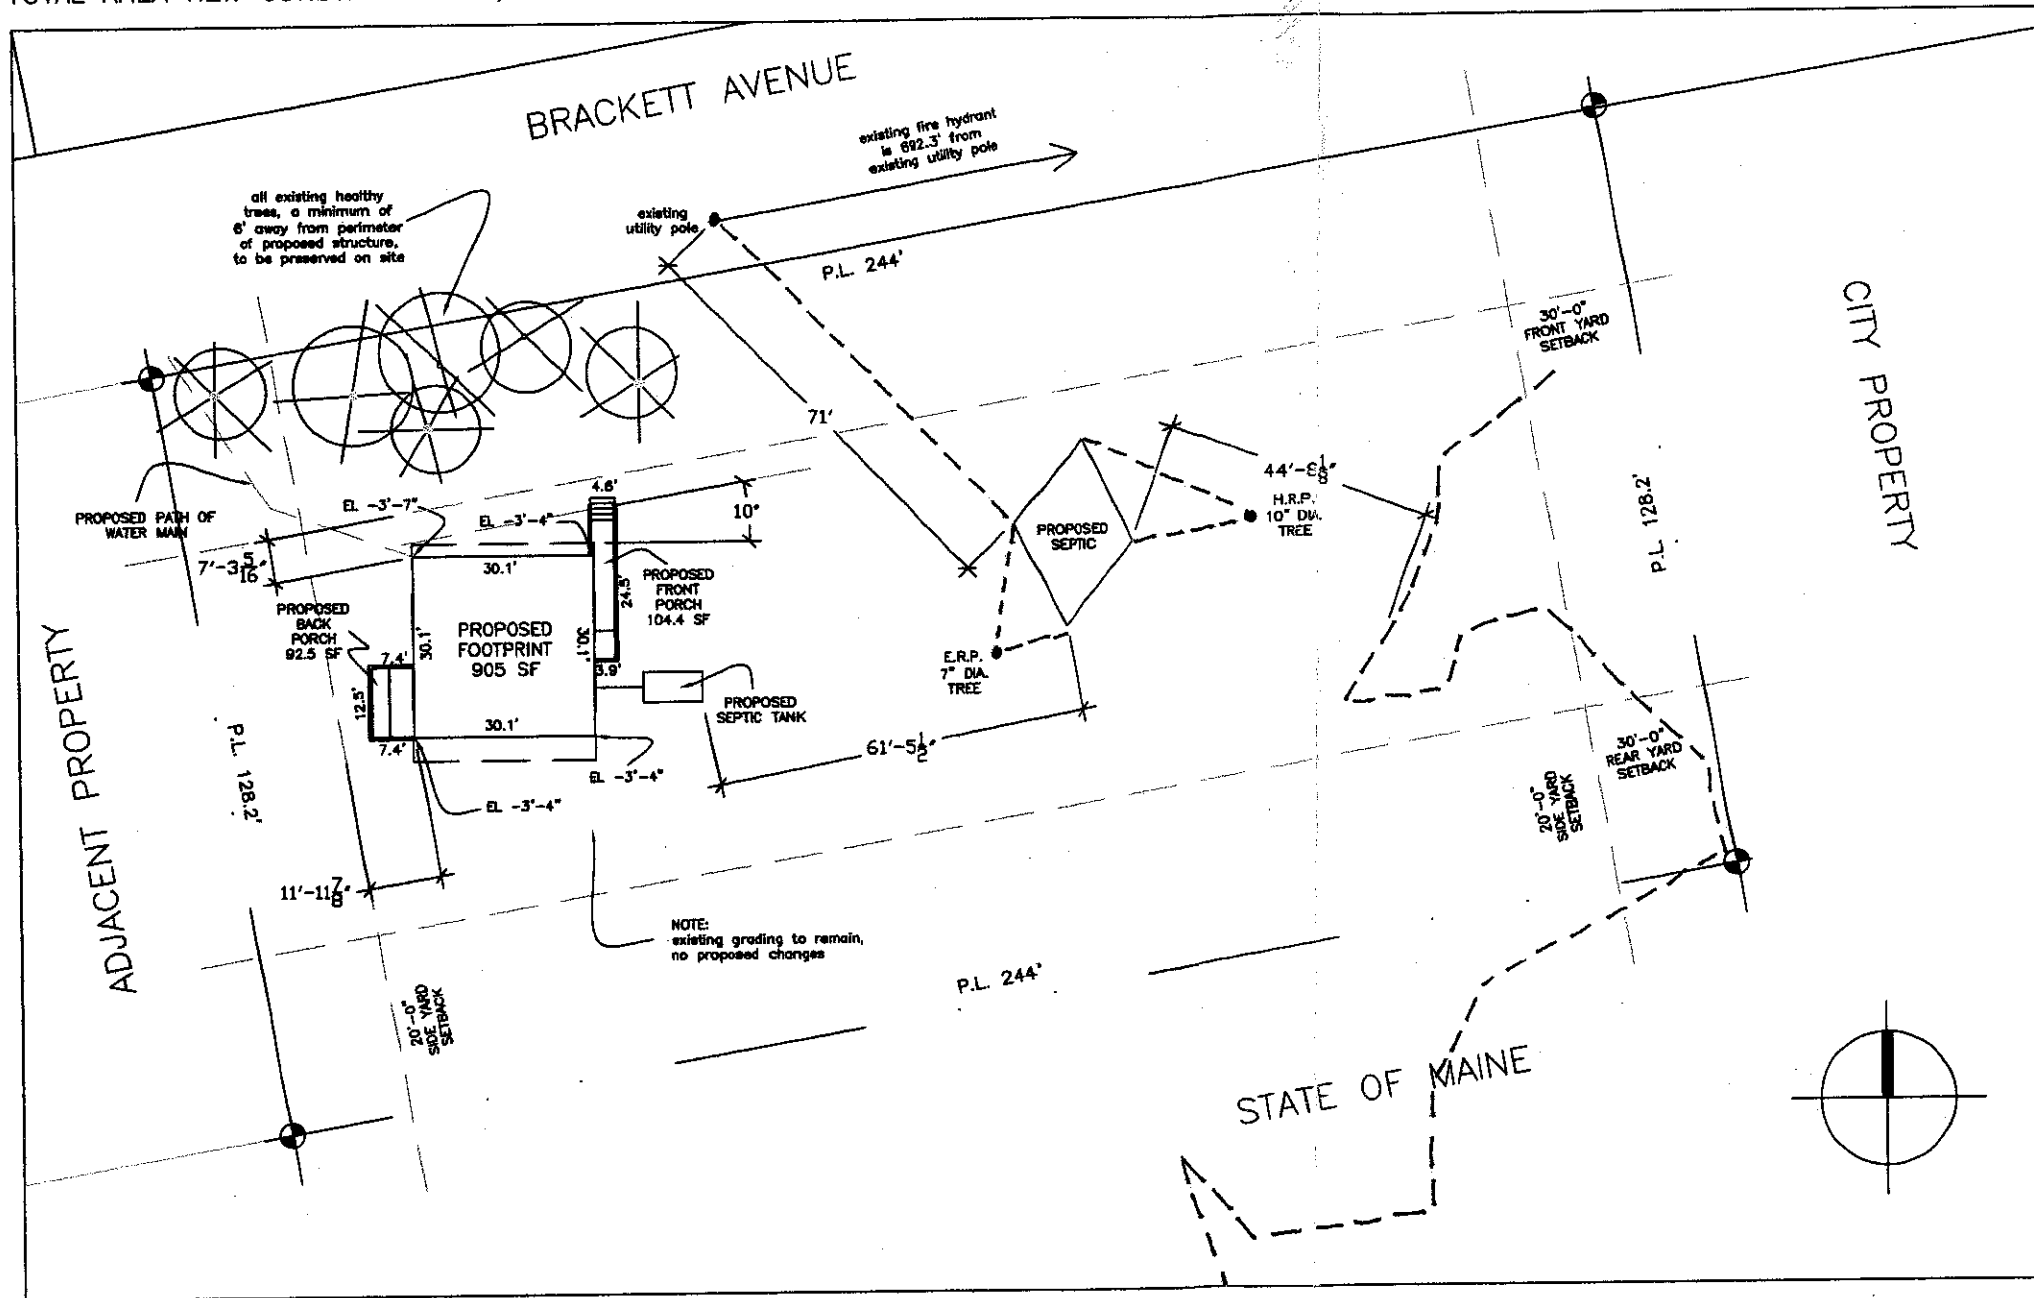 BRACKETT AVENUE
existing fire hydrant
is 692.3' from
existing utility pole
all existing healthy
trees, a minimum of
6' away from perimeter
of proposed structure,
to be preserved on site
existing
utility pole
P.L. 244'
30'-0"
FRONT YARD
SETBACK
CITY PROPERTY
71'
44'-8 1/8"
H.R.P.
10" DIA.
TREE
P.L. 128.2'
PROPOSED PATH OF
WATER MAIN
EL -3'-7"
EL -3'-4"
4.6'
10°
7'-3 5/16"
30.1'
PROPOSED
FRONT
PORCH
104.4 SF
24.5'
PROPOSED
SEPTIC
PROPOSED
BACK
PORCH
92.5 SF
PROPOSED
FOOTPRINT
905 SF
30.1'
30.1'
7.4'
12.5'
7.4'
3.9'
E.R.P.
7" DIA.
TREE
PROPOSED
SEPTIC TANK
30.1'
61'-5 1/2"
EL -3'-4"
EL -3'-4"
ADJACENT PROPERTY
P.L. 128.2'
30'-0"
REAR YARD
SETBACK
20'-0"
SIDE YARD
SETBACK
11'-11 7/8"
NOTE:
existing grading to remain,
no proposed changes
P.L. 244'
20'-0"
SIDE YARD
SETBACK
STATE OF MAINE